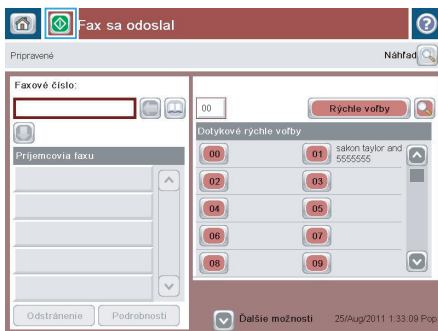 Fax sa odoslal
Pripravené
Náhľad
Faxové číslo:
00
Rýchle voľby
Dotykové rýchle voľby
Príjemcovia faxu
00
01
sakon taylor and
5555555
02
03
04
05
06
07
08
09
Odstránenie
Podrobnosti
Ďalšie možnosti
25/Aug/2011 1:33:09 Pop